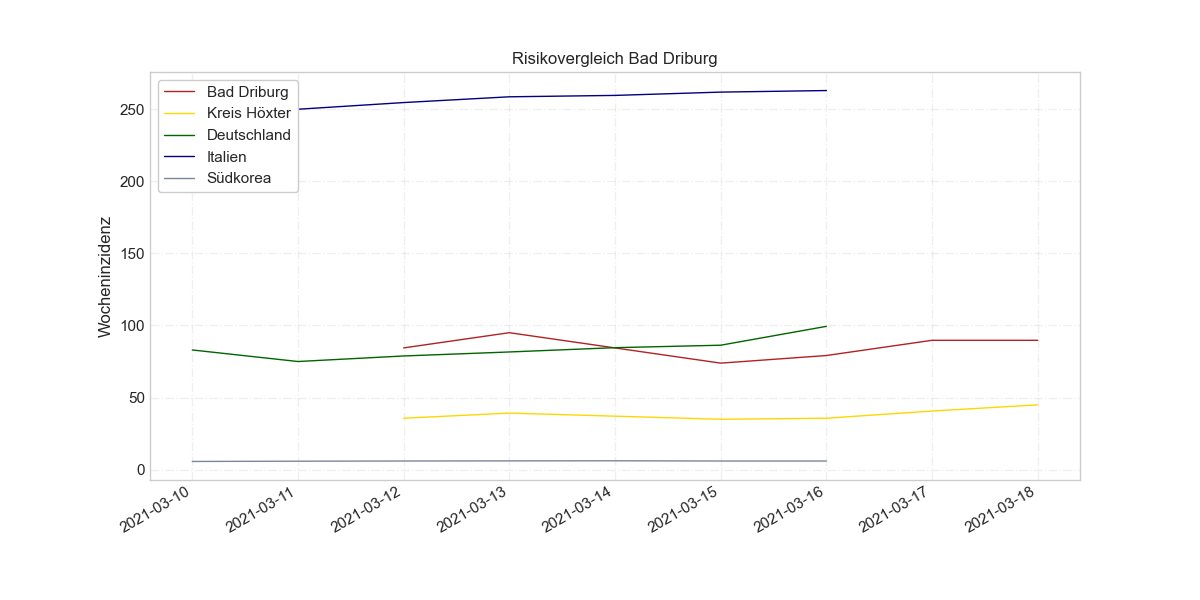 Risikovergleich Bad Driburg
Bad Driburg
Kreis Höxter
Deutschland
Italien
Südkorea
Wocheninzidenz
250
200
150
100
50
0
2021-03-10
2021-03-11
2021-03-12
2021-03-13
2021-03-14
2021-03-15
2021-03-16
2021-03-17
2021-03-18